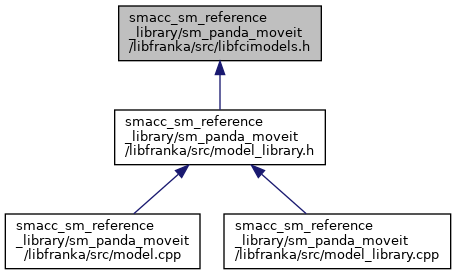 smacc_sm_reference
_library/sm_panda_moveit
/libfranka/src/libfcimodels.h
smacc_sm_reference
_library/sm_panda_moveit
/libfranka/src/model_library.h
smacc_sm_reference
_library/sm_panda_moveit
/libfranka/src/model.cpp
smacc_sm_reference
_library/sm_panda_moveit
/libfranka/src/model_library.cpp